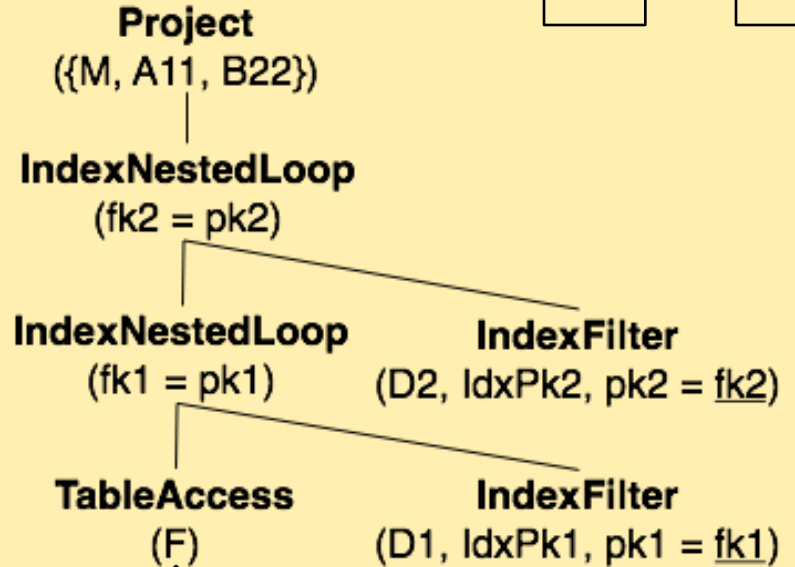 Project
({M, A11, B22})
IndexNestedLoop
(fk2 = pk2)
IndexNestedLoop
(fk1 = pk1)
IndexFilter
(D2, IdxPk2, pk2 = fk2)
TableAccess
(F)
IndexFilter
(D1, IdxPk1, pk1 = fk1)